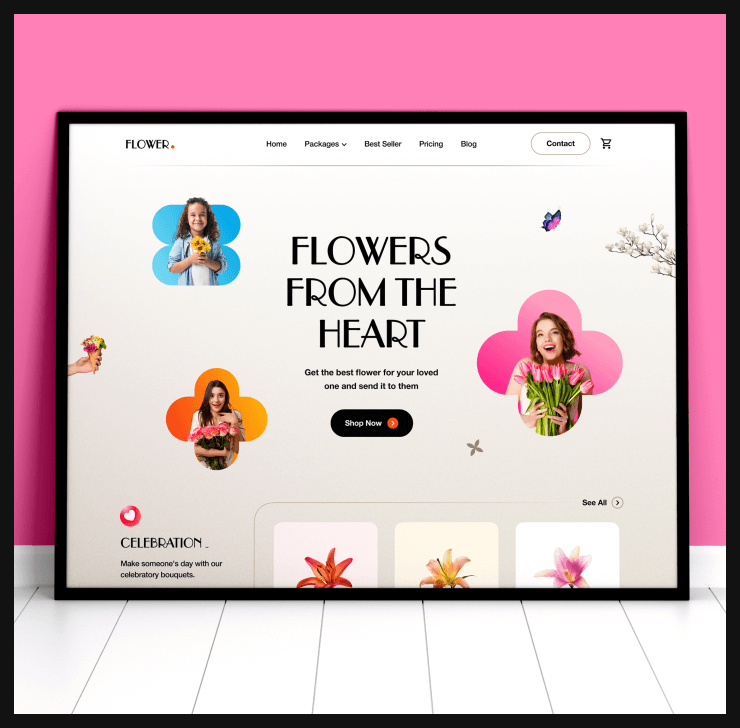 FLOWER.
Home
Packages
Best Seller
Pricing
Blog
Contact
FLOWERS
FROM THE
HEART
Get the best flower for your loved
one and send it to them
Shop Now
See All
CELEBRATION _
Make someone's day with our
celebratory bouquets.